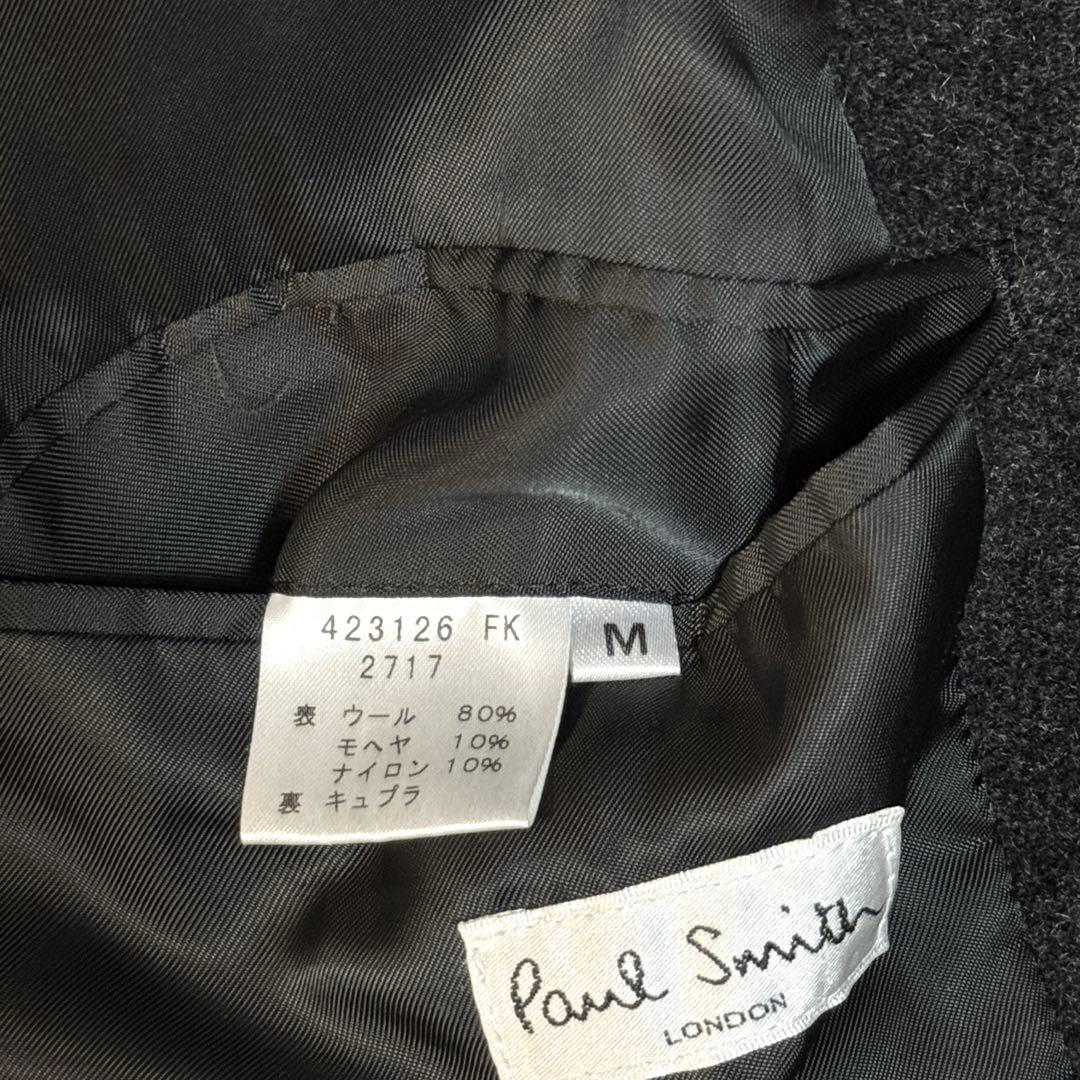 423126 FK
2717
M
表 ウール 80%
モヘヤ 10%
ナイロン 10%
裏 キュプラ
Paul Smith
LONDON